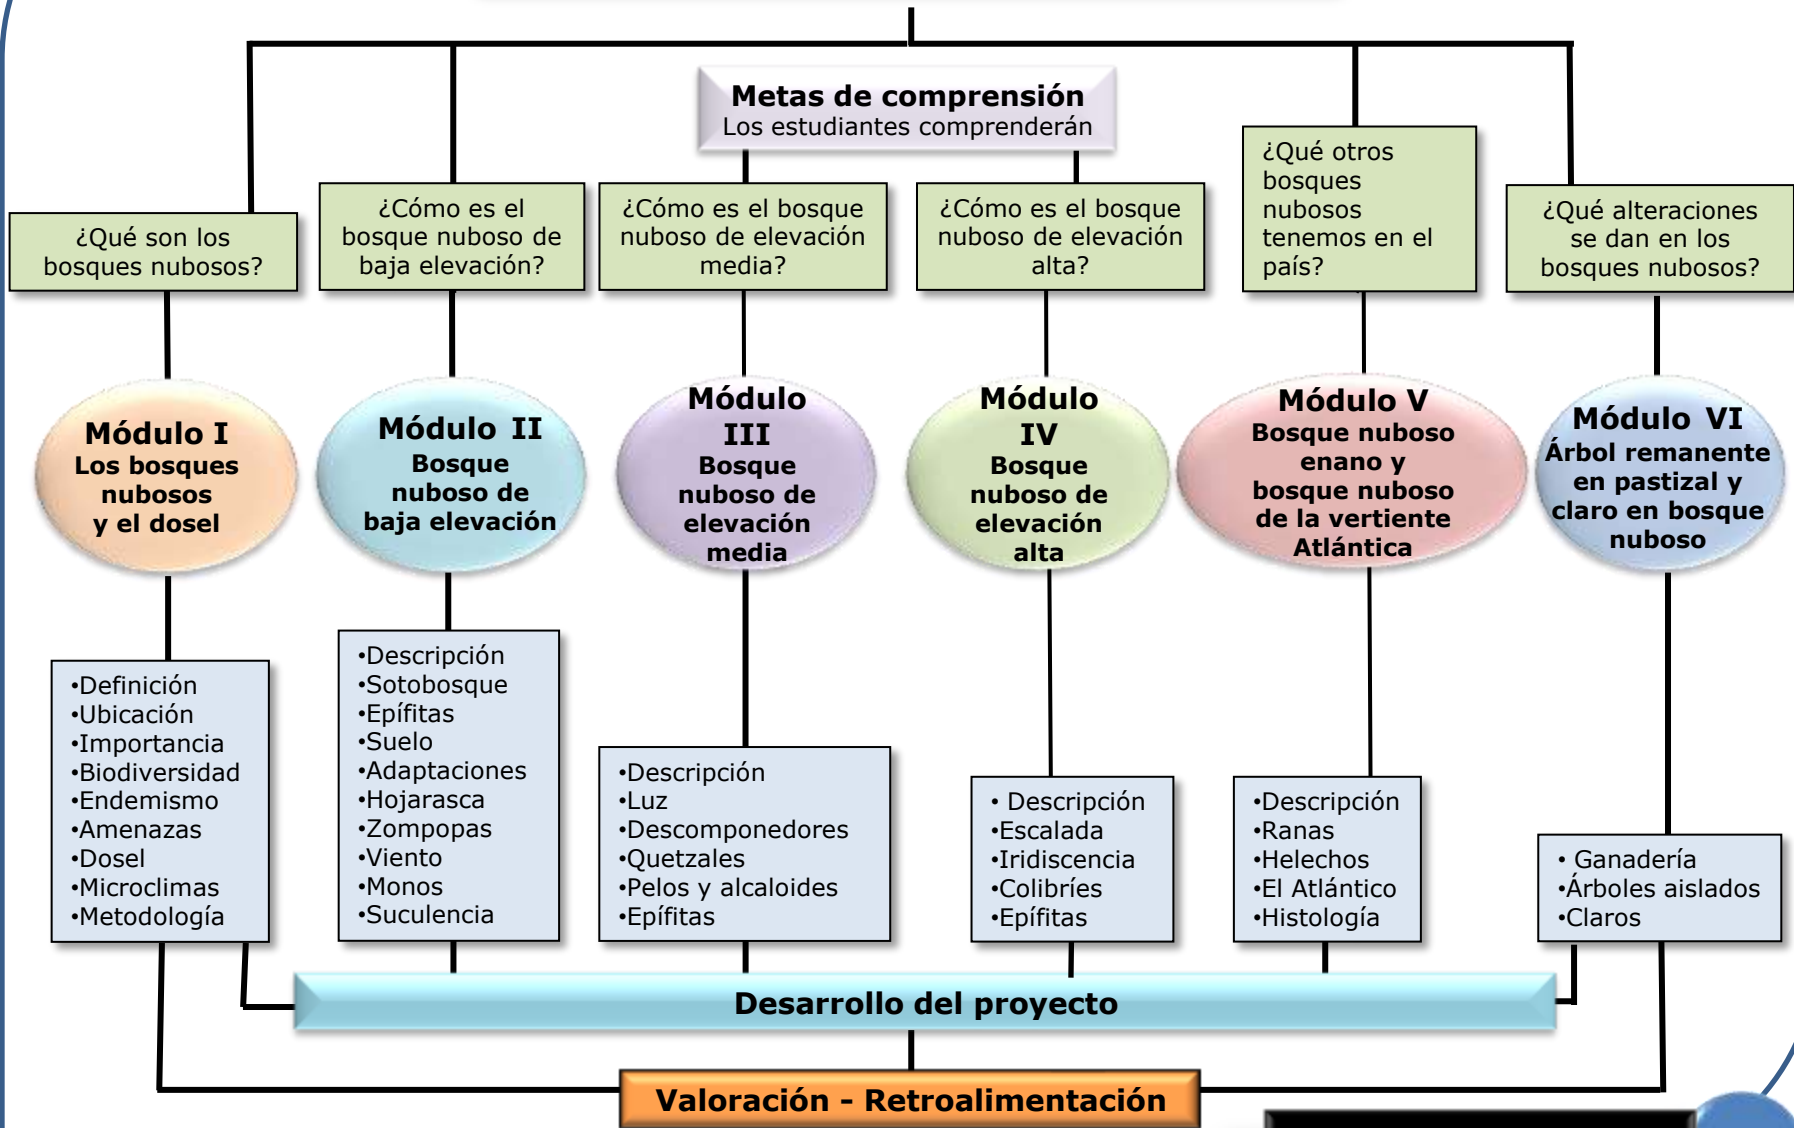 Metas de comprensión
Los estudiantes comprenderán
¿Qué son los
bosques nubosos?
¿Cómo es el
bosque nuboso de
baja elevación?
¿Cómo es el bosque
nuboso de elevación
media?
¿Cómo es el bosque
nuboso de elevación
alta?
¿Qué otros
bosques
nubosos
tenemos en el
país?
¿Qué alteraciones
se dan en los
bosques nubosos?
Módulo I
Los bosques
nubosos
y el dosel
Módulo II
Bosque
nuboso de
baja elevación
Módulo
III
Bosque
nuboso de
elevación
media
Módulo
IV
Bosque
nuboso de
elevación
alta
Módulo V
Bosque nuboso
enano y
bosque nuboso
de la vertiente
Atlántica
Módulo VI
Árbol remanente
en pastizal y
claro en bosque
nuboso
•Definición
•Ubicación
•Importancia
•Biodiversidad
•Endemismo
•Amenazas
•Dosel
•Microclimas
•Metodología
•Descripción
•Sotobosque
•Epífitas
•Suelo
•Adaptaciones
•Hojarasca
•Zompopas
•Viento
•Monos
•Suculencia
•Descripción
•Luz
•Descomponedores
•Quetzales
•Pelos y alcaloides
•Epífitas
• Descripción
•Escalada
•Iridiscencia
•Colibríes
•Epífitas
•Descripción
•Ranas
•Helechos
•El Atlántico
•Histología
• Ganadería
•Árboles aislados
•Claros
Desarrollo del proyecto
Valoración - Retroalimentación